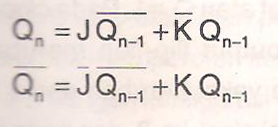 Qₙ = J Q̅ₙ̅₋̅₁̅ + K̅ Qₙ₋₁
Q̅ₙ̅ = J̅ Q̅ₙ̅₋̅₁̅ + K Qₙ₋₁